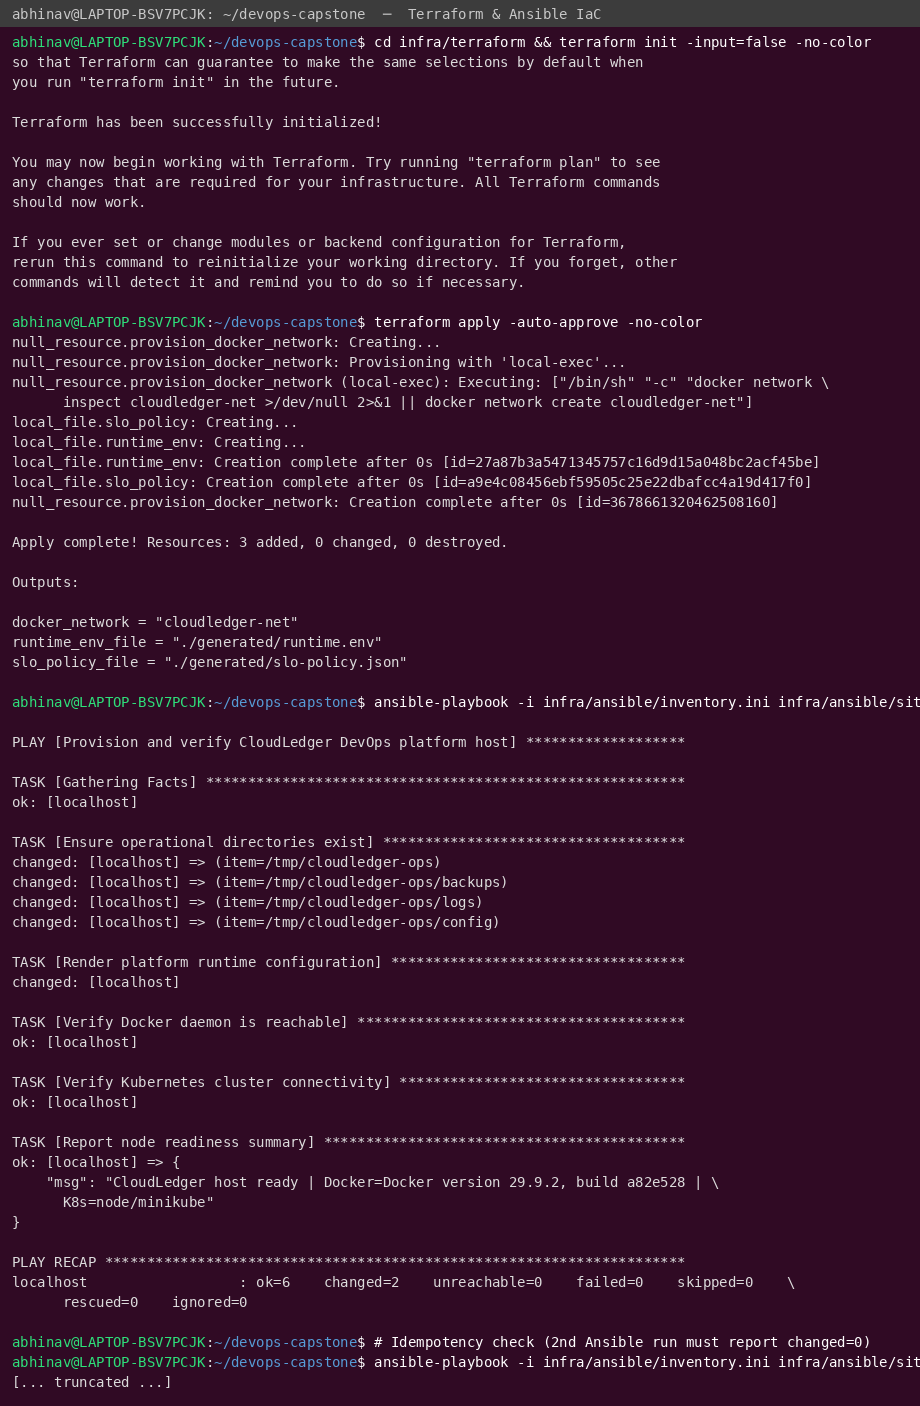 abhinav@LAPTOP-BSV7PCJK: ~/devops-capstone  —  Terraform & Ansible IaC
abhinav@LAPTOP-BSV7PCJK:~/devops-capstone$ cd infra/terraform && terraform init -input=false -no-color
so that Terraform can guarantee to make the same selections by default when
you run "terraform init" in the future.

Terraform has been successfully initialized!

You may now begin working with Terraform. Try running "terraform plan" to see
any changes that are required for your infrastructure. All Terraform commands
should now work.

If you ever set or change modules or backend configuration for Terraform,
rerun this command to reinitialize your working directory. If you forget, other
commands will detect it and remind you to do so if necessary.

abhinav@LAPTOP-BSV7PCJK:~/devops-capstone$ terraform apply -auto-approve -no-color
null_resource.provision_docker_network: Creating...
null_resource.provision_docker_network: Provisioning with 'local-exec'...
null_resource.provision_docker_network (local-exec): Executing: ["/bin/sh" "-c" "docker network \
      inspect cloudledger-net >/dev/null 2>&1 || docker network create cloudledger-net"]
local_file.slo_policy: Creating...
local_file.runtime_env: Creating...
local_file.runtime_env: Creation complete after 0s [id=27a87b3a5471345757c16d9d15a048bc2acf45be]
local_file.slo_policy: Creation complete after 0s [id=a9e4c08456ebf59505c25e22dbafcc4a19d417f0]
null_resource.provision_docker_network: Creation complete after 0s [id=3678661320462508160]

Apply complete! Resources: 3 added, 0 changed, 0 destroyed.

Outputs:

docker_network = "cloudledger-net"
runtime_env_file = "./generated/runtime.env"
slo_policy_file = "./generated/slo-policy.json"

abhinav@LAPTOP-BSV7PCJK:~/devops-capstone$ ansible-playbook -i infra/ansible/inventory.ini infra/ansible/sit

PLAY [Provision and verify CloudLedger DevOps platform host] *******************

TASK [Gathering Facts] *********************************************************
ok: [localhost]

TASK [Ensure operational directories exist] ************************************
changed: [localhost] => (item=/tmp/cloudledger-ops)
changed: [localhost] => (item=/tmp/cloudledger-ops/backups)
changed: [localhost] => (item=/tmp/cloudledger-ops/logs)
changed: [localhost] => (item=/tmp/cloudledger-ops/config)

TASK [Render platform runtime configuration] ***********************************
changed: [localhost]

TASK [Verify Docker daemon is reachable] ***************************************
ok: [localhost]

TASK [Verify Kubernetes cluster connectivity] **********************************
ok: [localhost]

TASK [Report node readiness summary] *******************************************
ok: [localhost] => {
    "msg": "CloudLedger host ready | Docker=Docker version 29.9.2, build a82e528 | \
      K8s=node/minikube"
}

PLAY RECAP *********************************************************************
localhost                  : ok=6    changed=2    unreachable=0    failed=0    skipped=0    \
      rescued=0    ignored=0

abhinav@LAPTOP-BSV7PCJK:~/devops-capstone$ # Idempotency check (2nd Ansible run must report changed=0)
abhinav@LAPTOP-BSV7PCJK:~/devops-capstone$ ansible-playbook -i infra/ansible/inventory.ini infra/ansible/sit
[... truncated ...]